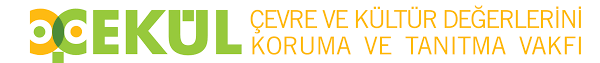 ÇEKÜL ÇEVRE VE KÜLTÜR DEĞERLERİNİ
KORUMA VE TANITMA VAKFI